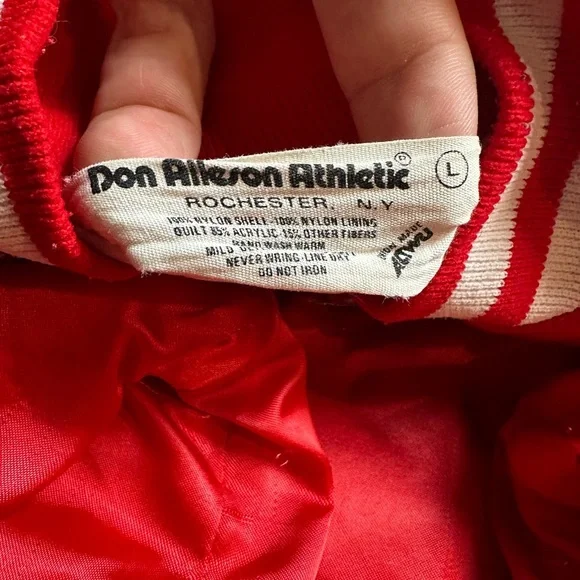 Don Alleson Athletic ® L
ROCHESTER, N.Y.
100% NYLON SHELL-100% NYLON LINING
QUILT 85% ACRYLIC-15% OTHER FIBERS
HAND WASH WARM
MILD
NEVER WRING-LINE DRY
DO NOT IRON
UNION MADE
ACTWU